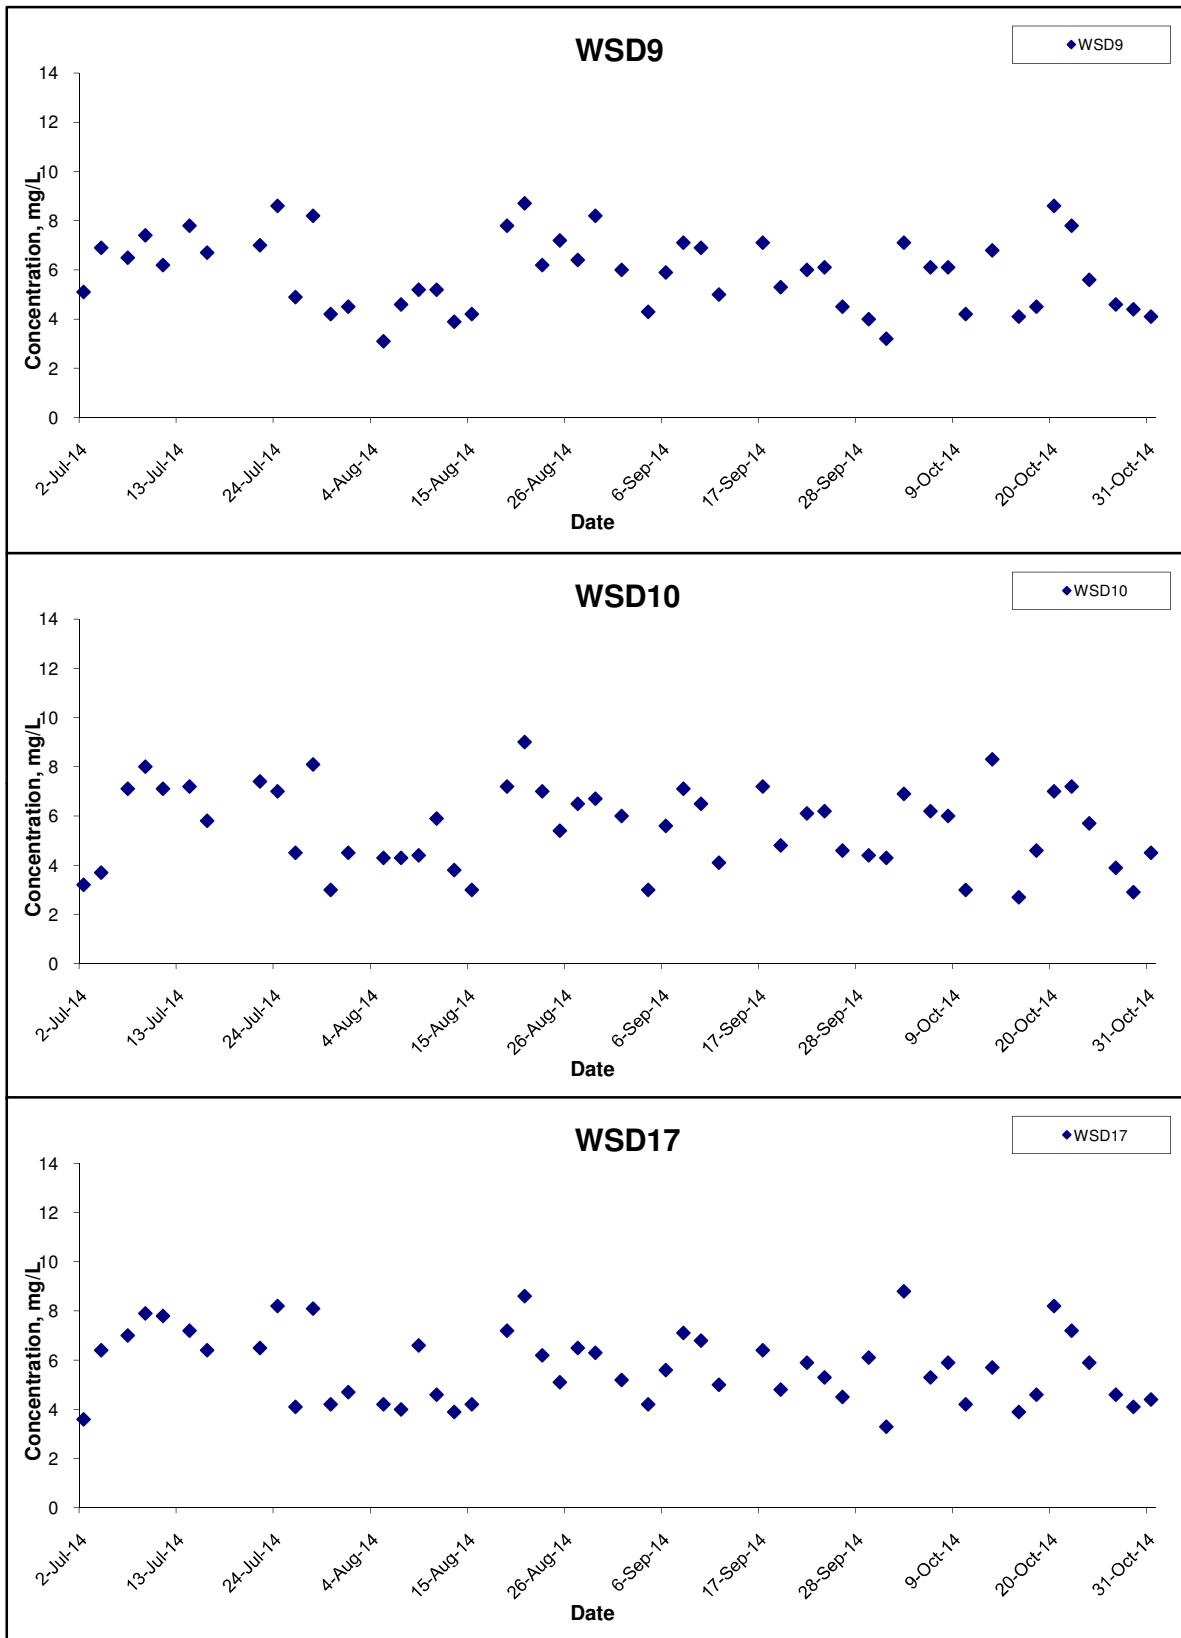 WSD9
WSD9
Concentration, mg/L
14
12
10
8
6
4
2
0
2-Jul-14
13-Jul-14
24-Jul-14
4-Aug-14
15-Aug-14
26-Aug-14
6-Sep-14
17-Sep-14
28-Sep-14
9-Oct-14
20-Oct-14
31-Oct-14
Date
WSD10
WSD10
Concentration, mg/L
14
12
10
8
6
4
2
0
2-Jul-14
13-Jul-14
24-Jul-14
4-Aug-14
15-Aug-14
26-Aug-14
6-Sep-14
17-Sep-14
28-Sep-14
9-Oct-14
20-Oct-14
31-Oct-14
Date
WSD17
WSD17
Concentration, mg/L
14
12
10
8
6
4
2
0
2-Jul-14
13-Jul-14
24-Jul-14
4-Aug-14
15-Aug-14
26-Aug-14
6-Sep-14
17-Sep-14
28-Sep-14
9-Oct-14
20-Oct-14
31-Oct-14
Date